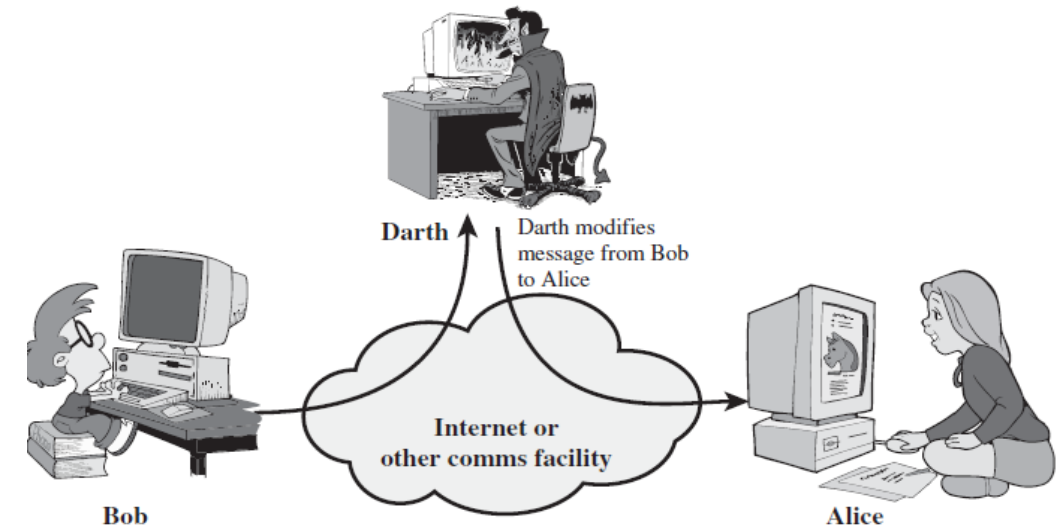 Darth
Darth modifies
message from Bob
to Alice
Internet or
other comms facility
Bob
Alice